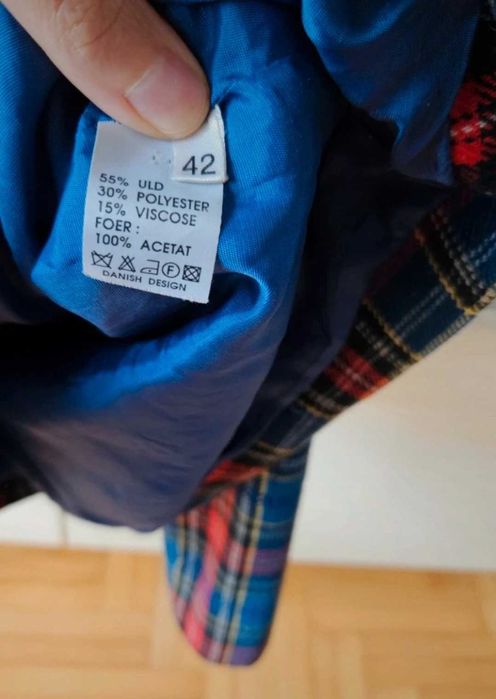 42
55% ULD
30% POLYESTER
15% VISCOSE
FOER :
100% ACETAT
P
DANISH DESIGN